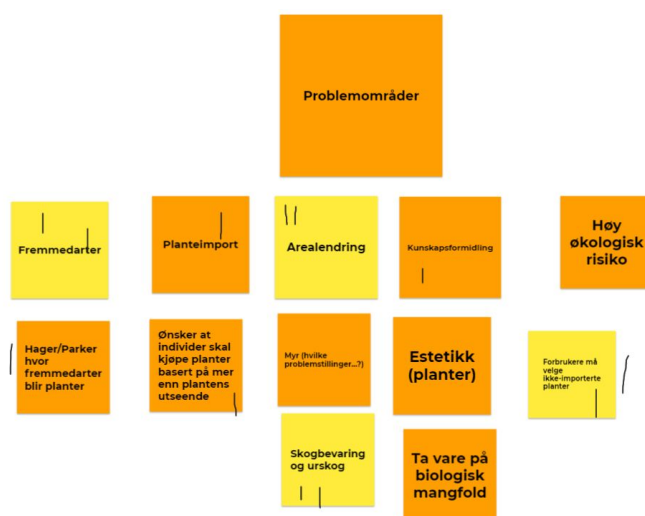 Problemområder
Fremmedarter
Planteimport
Arealendring
Kunskapsformidling
Høy
økologisk
risiko
Hager/Parker
hvor
fremmedarter
blir planter
Ønsker at
individer skal
kjøpe planter
basert på mer
enn plantens
utseende
Myr (hvilke
problemstillinger...?)
Estetikk
(planter)
Forbrukere må
velge
ikke-importerte
planter
Skogbevaring
og urskog
Ta vare på
biologisk
mangfold